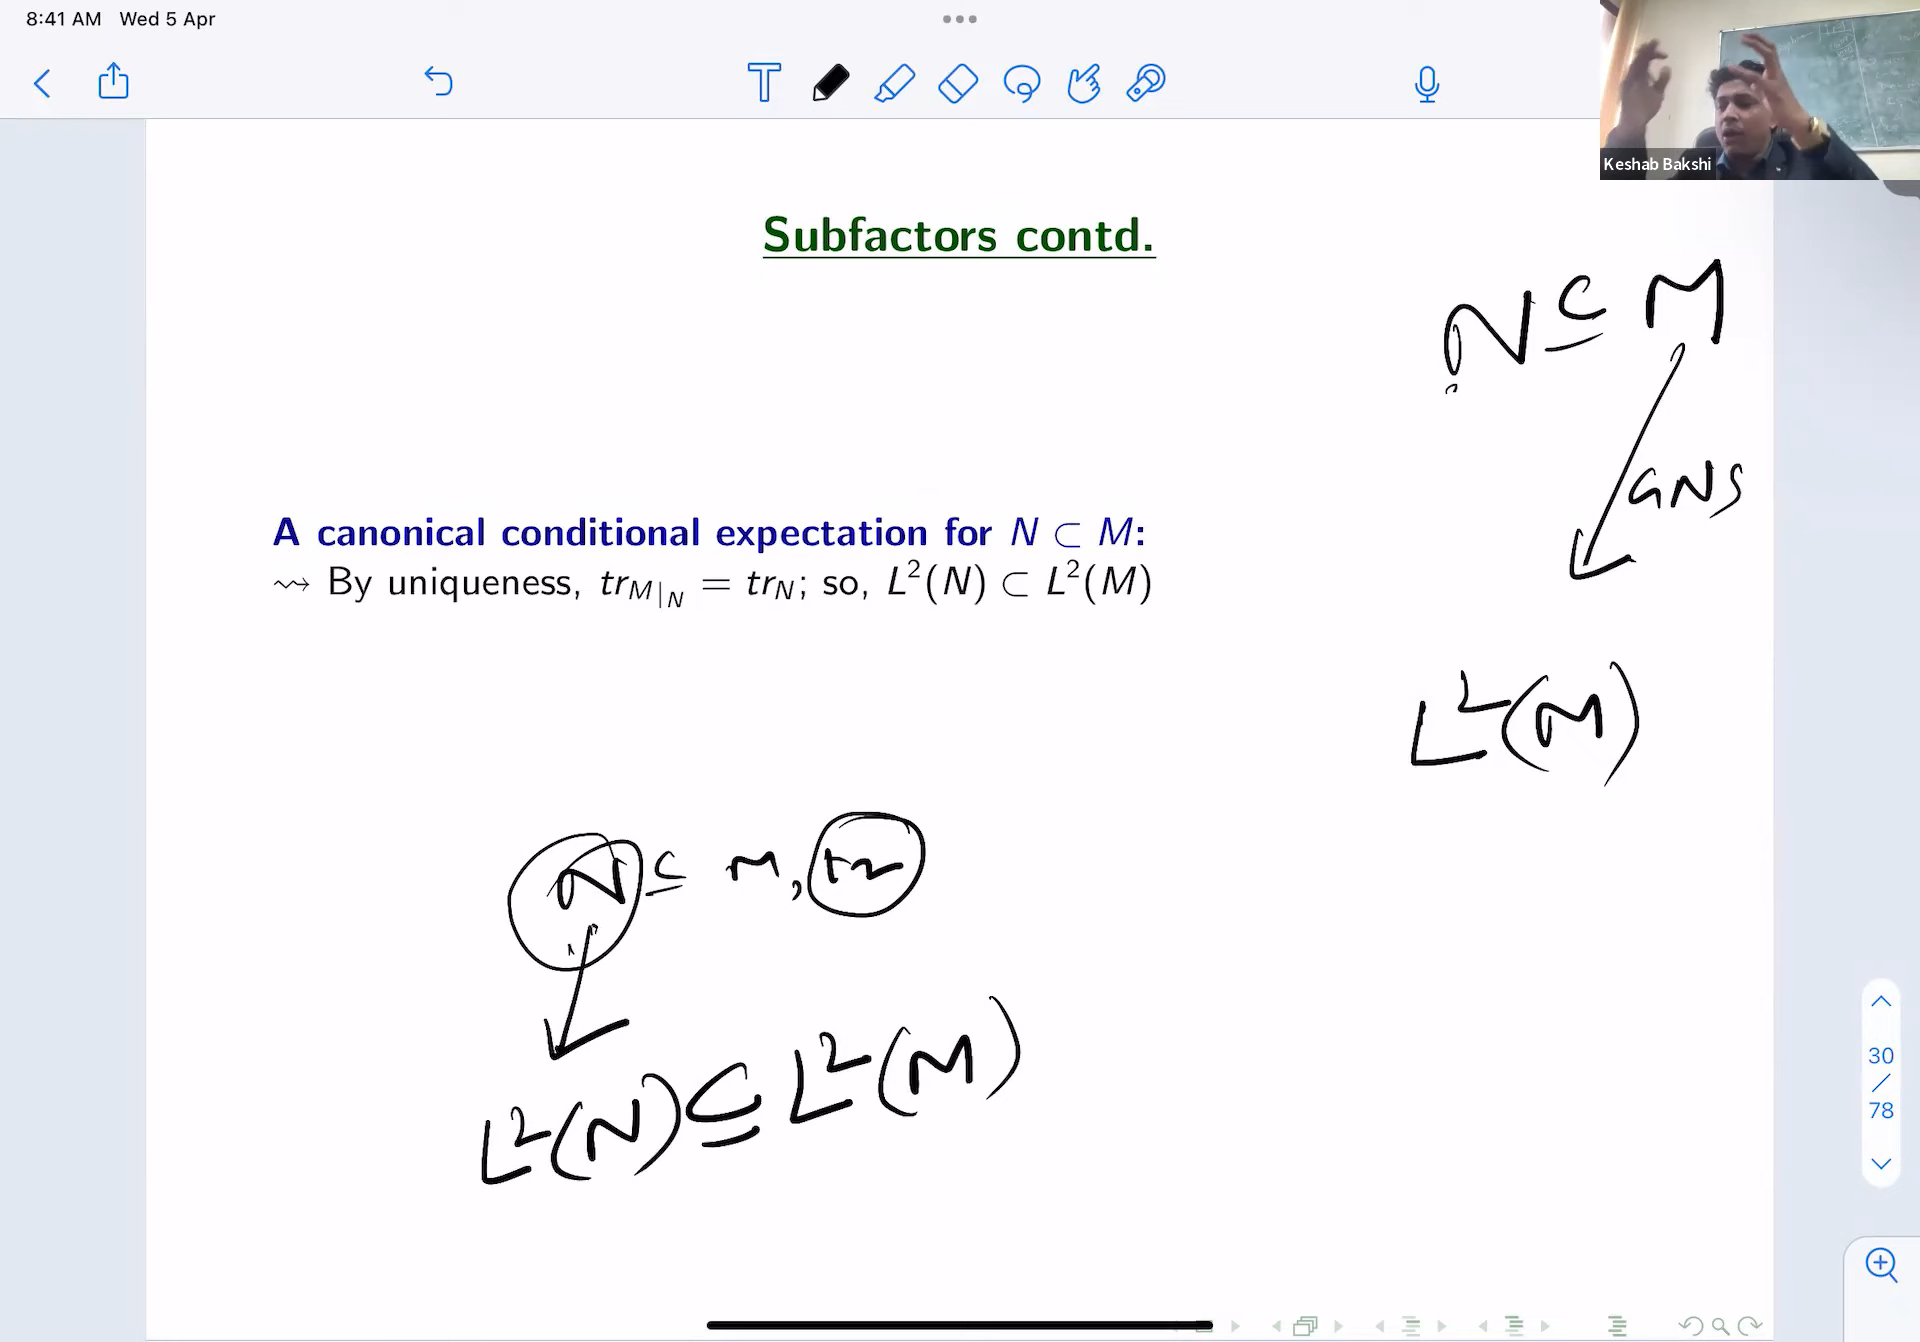 8:41 AM Wed 5 Apr
Keshab Bakshi
Subfactors contd.
N ⊆ M
GNS
A canonical conditional expectation for N ⊂ M:
⇝ By uniqueness, tr_{M|_N} = tr_N; so, L²(N) ⊂ L²(M)
L²(M)
N ⊆ M, tr
L²(N) ⊆ L²(M)
30
/
78